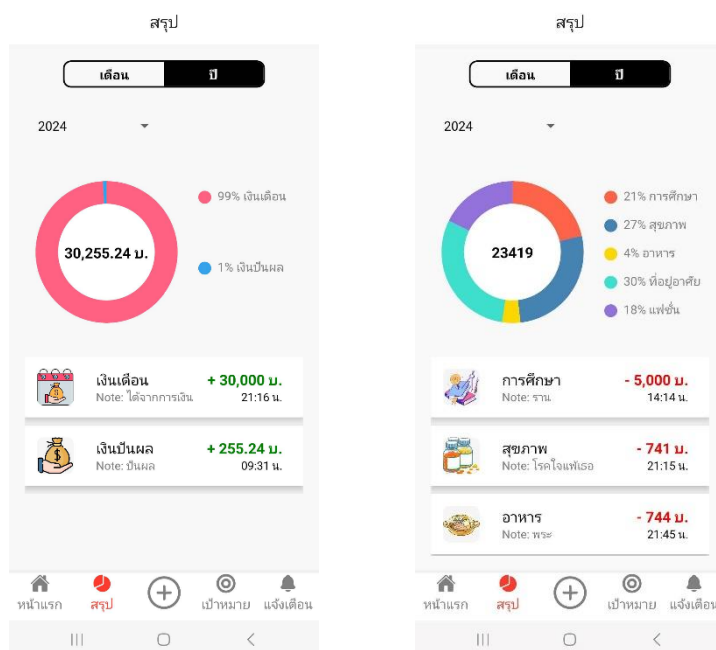 สรุป
เดือน
ปี
2024
99% เงินเดือน
30,255.24 บ.
1% เงินปันผล
เงินเดือน
+ 30,000 บ.
Note: ได้จากการเงิน
21:16 น.
เงินปันผล
+ 255.24 บ.
Note: ปันผล
09:31 น.
หน้าแรก
สรุป
เป้าหมาย
แจ้งเตือน
สรุป
เดือน
ปี
2024
21% การศึกษา
27% สุขภาพ
23419
4% อาหาร
30% ที่อยู่อาศัย
18% แฟชั่น
การศึกษา
- 5,000 บ.
Note: ราน
14:14 น.
สุขภาพ
- 741 บ.
Note: โรคใจแพ้เธอ
21:15 น.
อาหาร
- 744 บ.
Note: พระ
21:45 น.
หน้าแรก
สรุป
เป้าหมาย
แจ้งเตือน